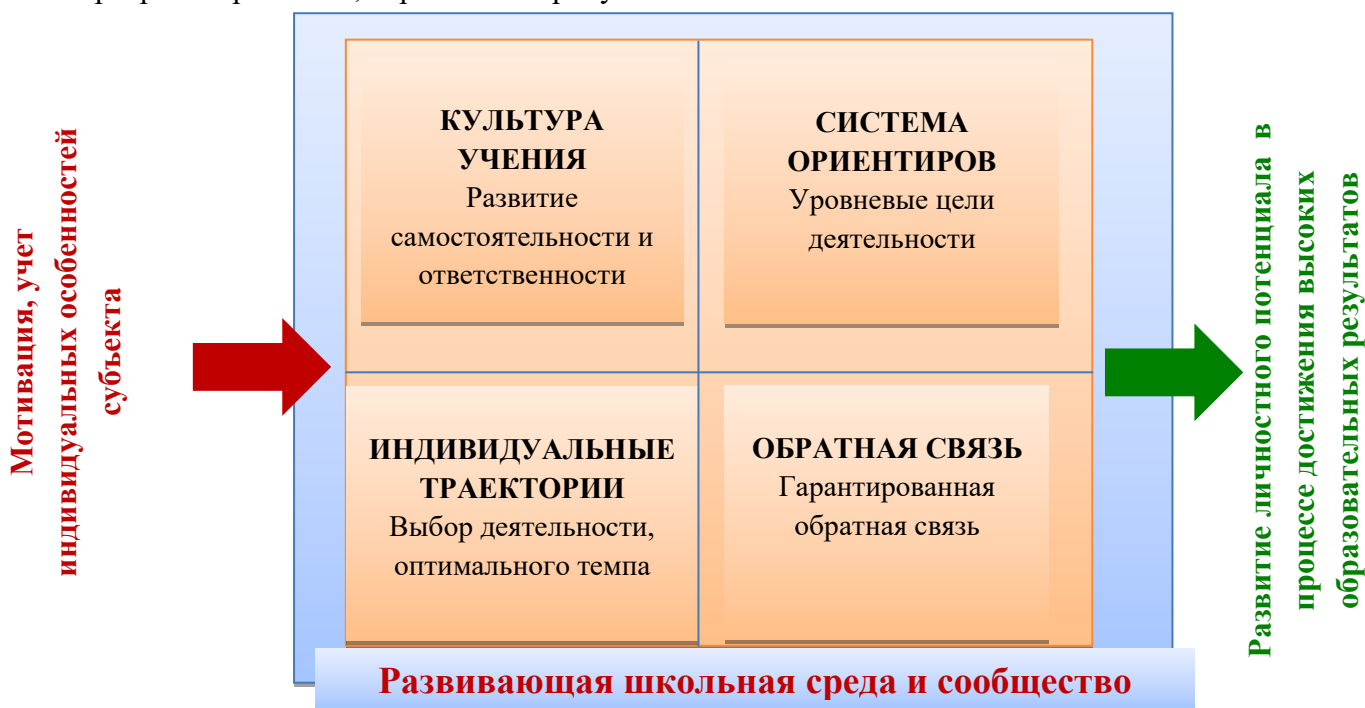 Мотивация, учет
индивидуальных особенностей
субъекта
КУЛЬТУРА
УЧЕНИЯ
Развитие
самостоятельности и
ответственности
СИСТЕМА
ОРИЕНТИРОВ
Уровневые цели
деятельности
ИНДИВИДУАЛЬНЫЕ
ТРАЕКТОРИИ
Выбор деятельности,
оптимального темпа
ОБРАТНАЯ СВЯЗЬ
Гарантированная
обратная связь
Развитие личностного потенциала в
процессе достижения высоких
образовательных результатов
Развивающая школьная среда и сообщество